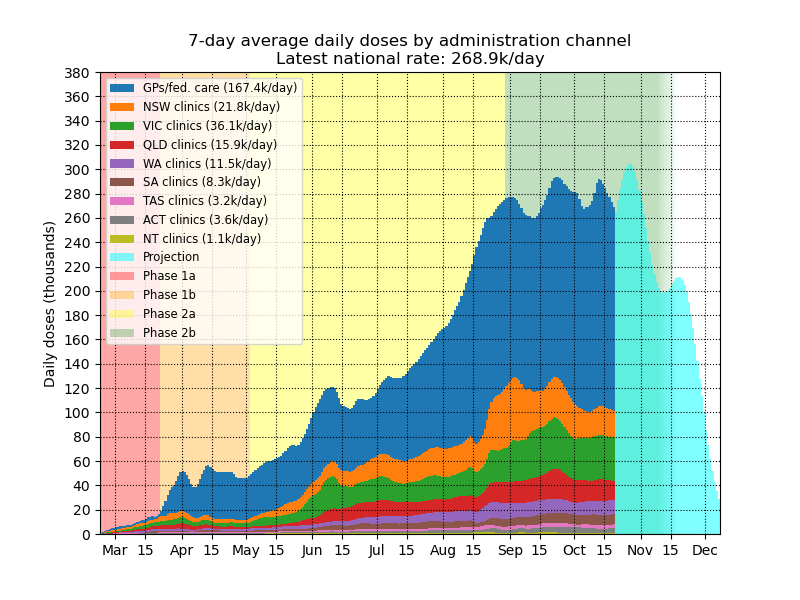 7-day average daily doses by administration channel
Latest national rate: 268.9k/day
Daily doses (thousands)
380
360
340
320
300
280
260
240
220
200
180
160
140
120
100
80
60
40
20
0
GPs/fed. care (167.4k/day)
NSW clinics (21.8k/day)
VIC clinics (36.1k/day)
QLD clinics (15.9k/day)
WA clinics (11.5k/day)
SA clinics (8.3k/day)
TAS clinics (3.2k/day)
ACT clinics (3.6k/day)
NT clinics (1.1k/day)
Projection
Phase 1a
Phase 1b
Phase 2a
Phase 2b
Mar 15 Apr 15 May 15 Jun 15 Jul 15 Aug 15 Sep 15 Oct 15 Nov 15 Dec